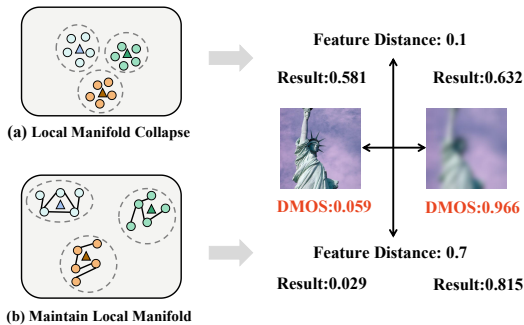 Feature Distance: 0.1
Result:0.581
Result:0.632
(a) Local Manifold Collapse
DMOS:0.059
DMOS:0.966
Feature Distance: 0.7
Result:0.029
Result:0.815
(b) Maintain Local Manifold